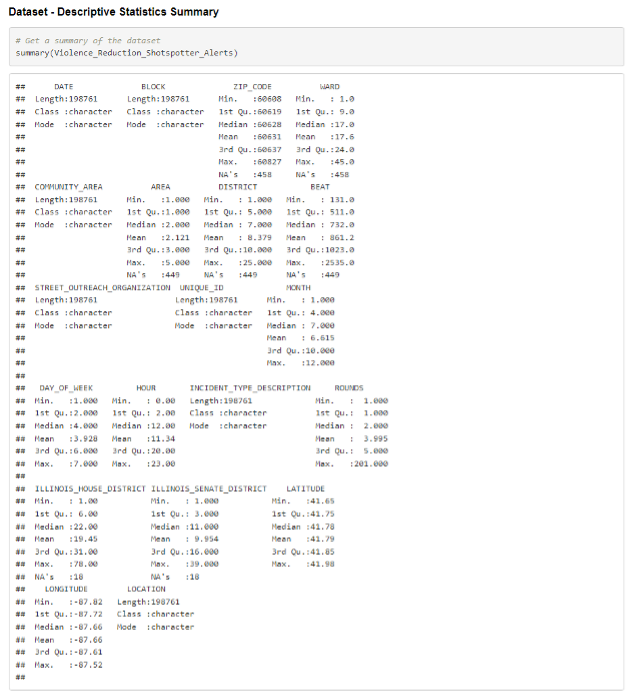 Dataset - Descriptive Statistics Summary
# Get a summary of the dataset
summary(Violence_Reduction_Shotspotter_Alerts)
## DATE BLOCK ZIP_CODE WARD
## Length:198761 Length:198761 Min. :60608 Min. : 1.0
## Class :character Class :character 1st Qu.:60619 1st Qu.: 9.0
## Mode :character Mode :character Median :60628 Median :17.0
## Mean :60631 Mean :17.6
## 3rd Qu.:60637 3rd Qu.:24.0
## Max. :60827 Max. :45.0
## NA's :458 NA's :458
## COMMUNITY_AREA AREA DISTRICT BEAT
## Length:198761 Min. :1.000 Min. : 1.000 Min. : 131.0
## Class :character 1st Qu.:1.000 1st Qu.: 5.000 1st Qu.: 511.0
## Mode :character Median :2.000 Median : 7.000 Median : 732.0
## Mean :2.121 Mean : 8.379 Mean : 861.2
## 3rd Qu.:3.000 3rd Qu.:10.000 3rd Qu.:1023.0
## Max. :5.000 Max. :25.000 Max. :2535.0
## NA's :449 NA's :449 NA's :449
## STREET_OUTREACH_ORGANIZATION UNIQUE_ID MONTH
## Length:198761 Length:198761 Min. : 1.000
## Class :character Class :character 1st Qu.: 4.000
## Mode :character Mode :character Median : 7.000
## Mean : 6.615
## 3rd Qu.:10.000
## Max. :12.000
##
## DAY_OF_WEEK HOUR INCIDENT_TYPE_DESCRIPTION ROUNDS
## Min. :1.000 Min. : 0.00 Length:198761 Min. : 1.000
## 1st Qu.:2.000 1st Qu.: 2.00 Class :character 1st Qu.: 1.000
## Median :4.000 Median :12.00 Mode :character Median : 2.000
## Mean :3.928 Mean :11.34 Mean : 3.995
## 3rd Qu.:6.000 3rd Qu.:20.00 3rd Qu.: 5.000
## Max. :7.000 Max. :23.00 Max. :201.000
##
## ILLINOIS_HOUSE_DISTRICT ILLINOIS_SENATE_DISTRICT LATITUDE
## Min. : 1.00 Min. : 1.000 Min. :41.65
## 1st Qu.: 6.00 1st Qu.: 3.000 1st Qu.:41.75
## Median :22.00 Median :11.000 Median :41.78
## Mean :19.45 Mean : 9.954 Mean :41.79
## 3rd Qu.:31.00 3rd Qu.:16.000 3rd Qu.:41.85
## Max. :78.00 Max. :39.000 Max. :41.98
## NA's :18 NA's :18
## LONGITUDE LOCATION
## Min. :-87.82 Length:198761
## 1st Qu.:-87.72 Class :character
## Median :-87.66 Mode :character
## Mean :-87.66
## 3rd Qu.:-87.61
## Max. :-87.52
##